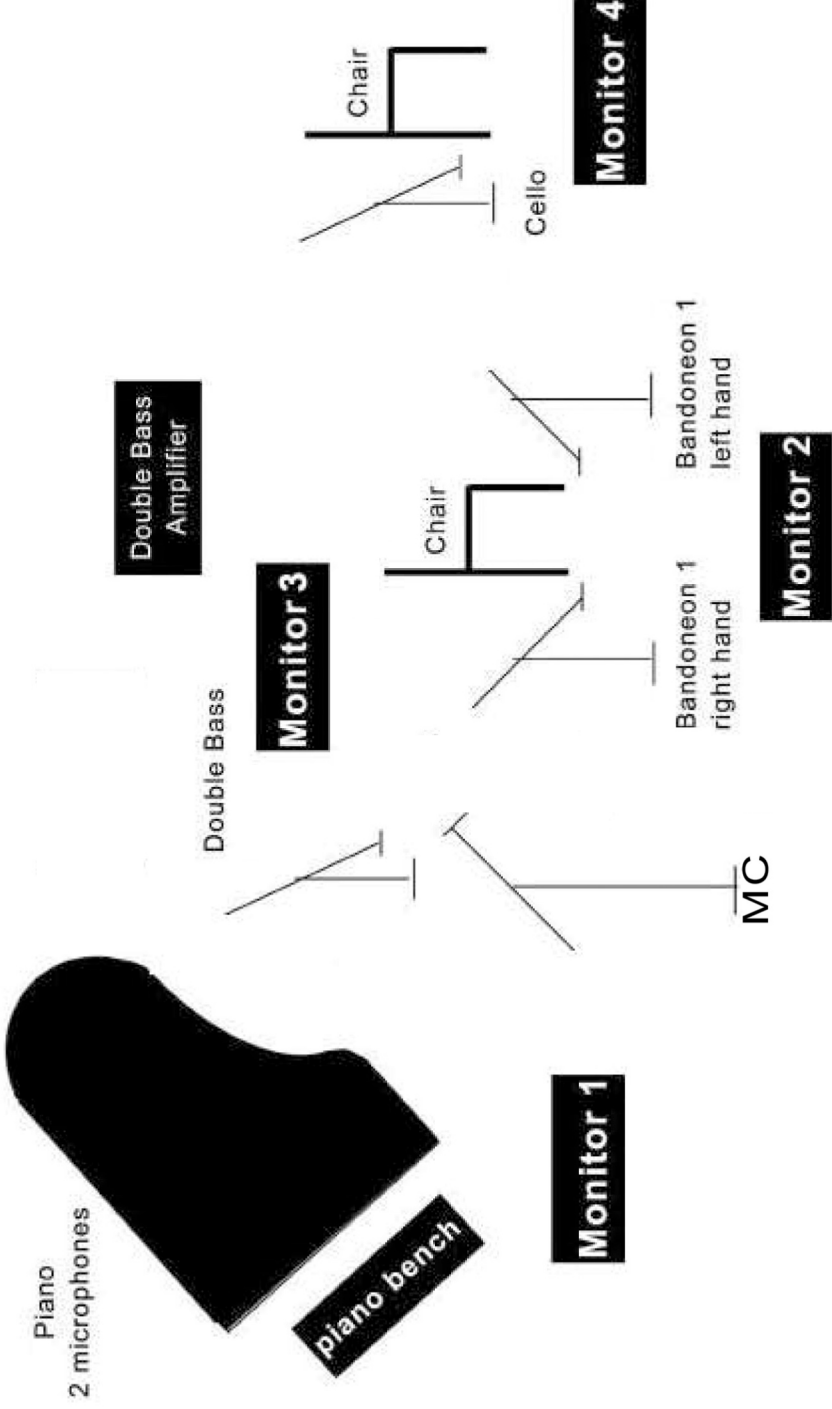 Piano
2 microphones
Double Bass
Amplifier
Double Bass
Monitor 3
Chair
piano bench
Chair
Cello
Monitor 1
Monitor 4
Bandoneon 1
right hand
Bandoneon 1
left hand
MC
Monitor 2